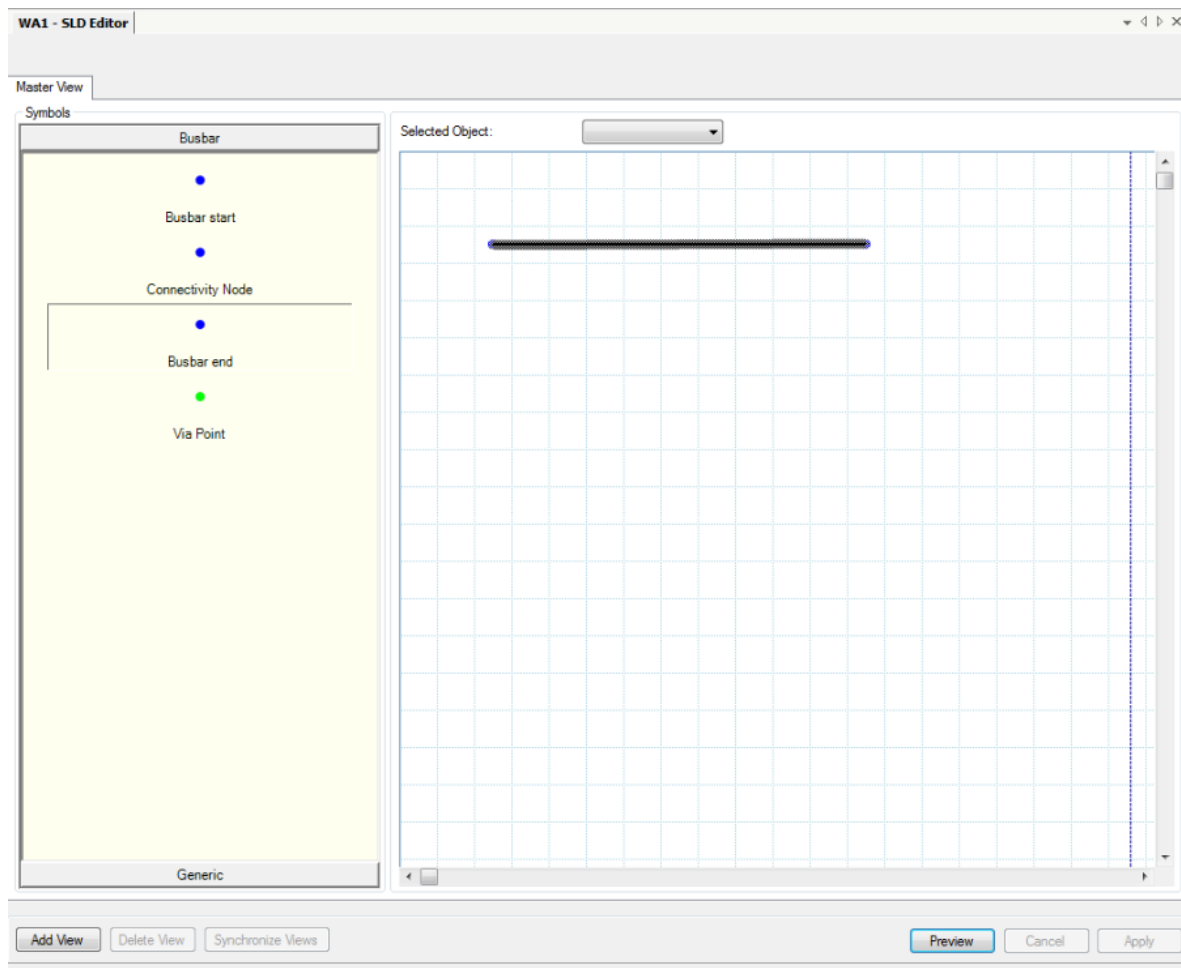 WA1 - SLD Editor
Master View
Symbols
Busbar
Selected Object:
Busbar start
Connectivity Node
Busbar end
Via Point
Generic
Add View
Delete View
Synchronize Views
Preview
Cancel
Apply